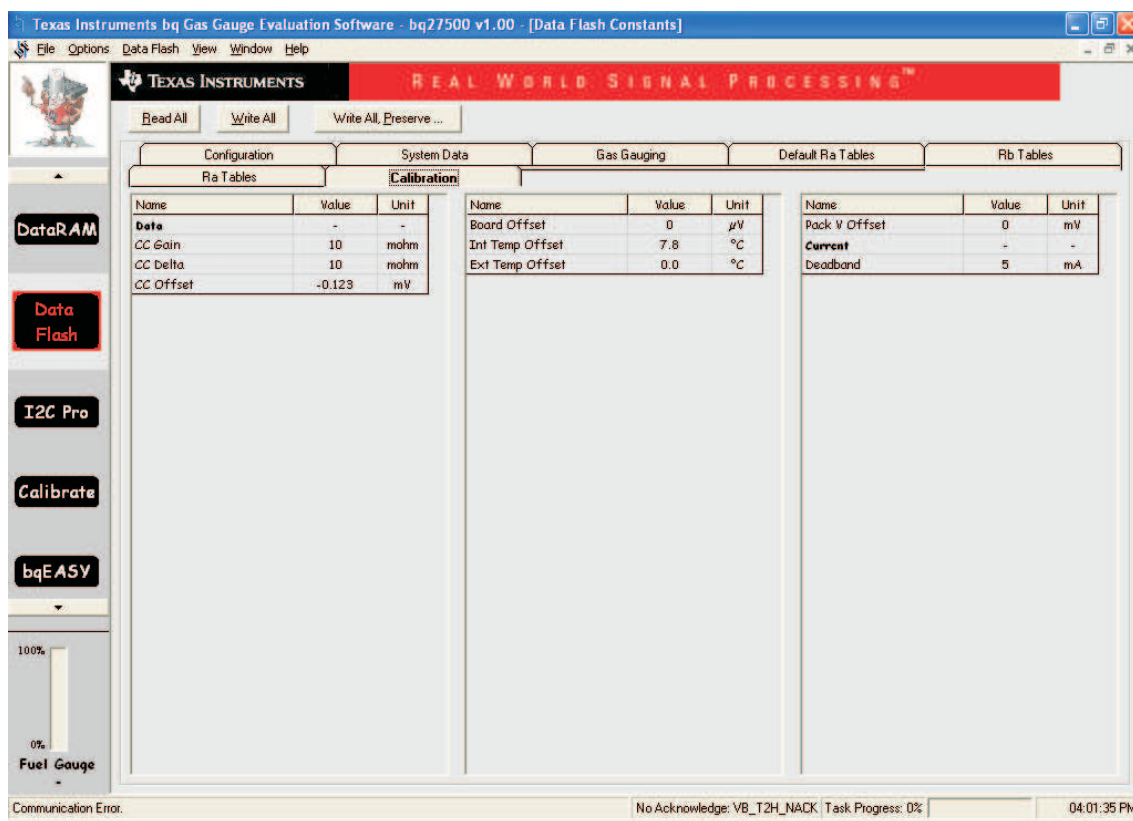 Texas Instruments bq Gas Gauge Evaluation Software - bq27500 v1.00 - [Data Flash Constants]
File Options Data Flash View Window Help
TEXAS INSTRUMENTS REAL WORLD SIGNAL PROCESSING™
Read All Write All Write All, Preserve ...
Configuration System Data Gas Gauging Default Ra Tables Rb Tables
Ra Tables Calibration
Name Value Unit Name Value Unit Name Value Unit
Data - - Board Offset 0 μV Pack V Offset 0 mV
CC Gain 10 mohm Int Temp Offset 7.8 °C Current - -
CC Delta 10 mohm Ext Temp Offset 0.0 °C Deadband 5 mA
CC Offset -0.123 mV
DataRAM
Data
Flash
I2C Pro
Calibrate
bqEASY
100%
0%
Fuel Gauge
-
Communication Error. No Acknowledge: VB_T2H_NACK Task Progress: 0% 04:01:35 PM